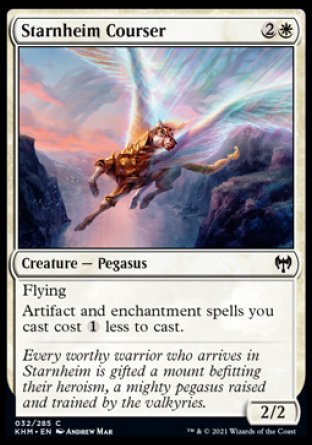 Starnheim Courser 2
Creature — Pegasus
Flying
Artifact and enchantment spells you
cast cost 1 less to cast.
Every worthy warrior who arrives in
Starnheim is gifted a mount befitting
their heroism, a mighty pegasus raised
and trained by the valkyries.
2/2
032/285 C
KHM • EN Andrew Mar
™ & © 2021 Wizards of the Coast